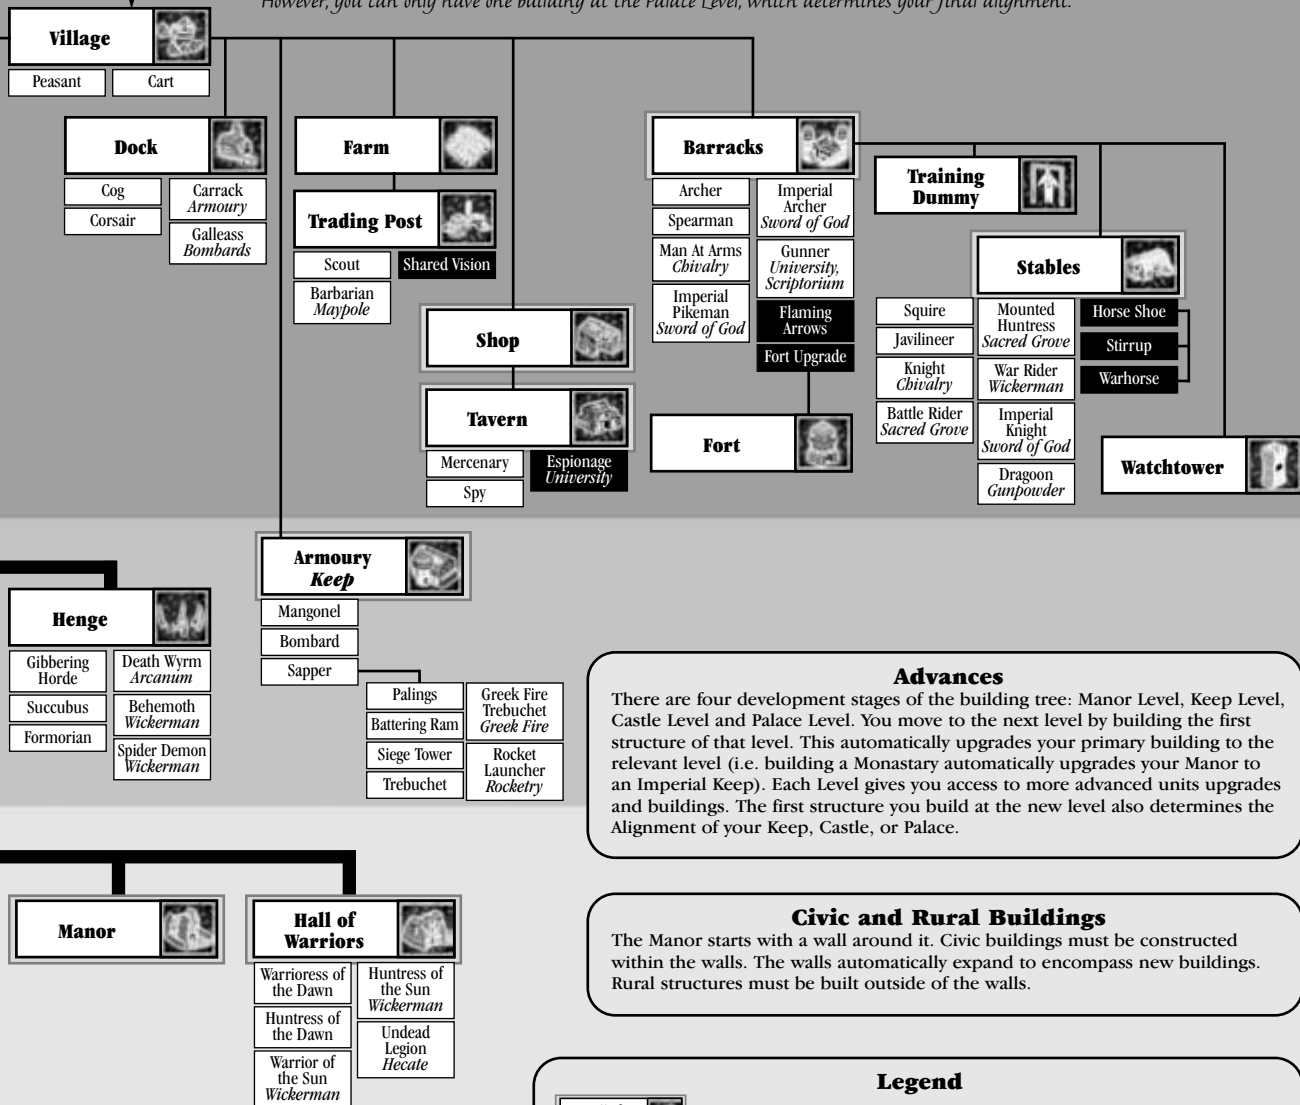 However, you can only have one building at the Palace Level, which determines your final alignment.
Village
Peasant
Cart
Dock
Cog
Corsair
Carrack
Armoury
Galleass
Bombards
Farm
Trading Post
Scout
Barbarian
Maypole
Shared Vision
Shop
Tavern
Mercenary
Spy
Espionage
University
Barracks
Archer
Spearman
Man At Arms
Chivalry
Imperial
Pikeman
Sword of God
Imperial
Archer
Sword of God
Gunner
University,
Scriptorium
Flaming
Arrows
Fort Upgrade
Fort
Training
Dummy
Stables
Squire
Javilineer
Knight
Chivalry
Battle Rider
Sacred Grove
Mounted
Huntress
Sacred Grove
War Rider
Wickerman
Imperial
Knight
Sword of God
Dragoon
Gunpowder
Horse Shoe
Stirrup
Warhorse
Watchtower
Armoury
Keep
Mangonel
Bombard
Sapper
Palings
Battering Ram
Siege Tower
Trebuchet
Greek Fire
Trebuchet
Greek Fire
Rocket
Launcher
Rocketry
Henge
Gibbering
Horde
Succubus
Formorian
Death Wyrm
Arcanum
Behemoth
Wickerman
Spider Demon
Wickerman
Manor
Hall of
Warriors
Warrioress of
the Dawn
Huntress of
the Dawn
Warrior of
the Sun
Wickerman
Huntress of
the Sun
Wickerman
Undead
Legion
Hecate
Advances
There are four development stages of the building tree: Manor Level, Keep Level,
Castle Level and Palace Level. You move to the next level by building the first
structure of that level. This automatically upgrades your primary building to the
relevant level (i.e. building a Monastary automatically upgrades your Manor to
an Imperial Keep). Each Level gives you access to more advanced units upgrades
and buildings. The first structure you build at the new level also determines the
Alignment of your Keep, Castle, or Palace.
Civic and Rural Buildings
The Manor starts with a wall around it. Civic buildings must be constructed
within the walls. The walls automatically expand to encompass new buildings.
Rural structures must be built outside of the walls.
Legend